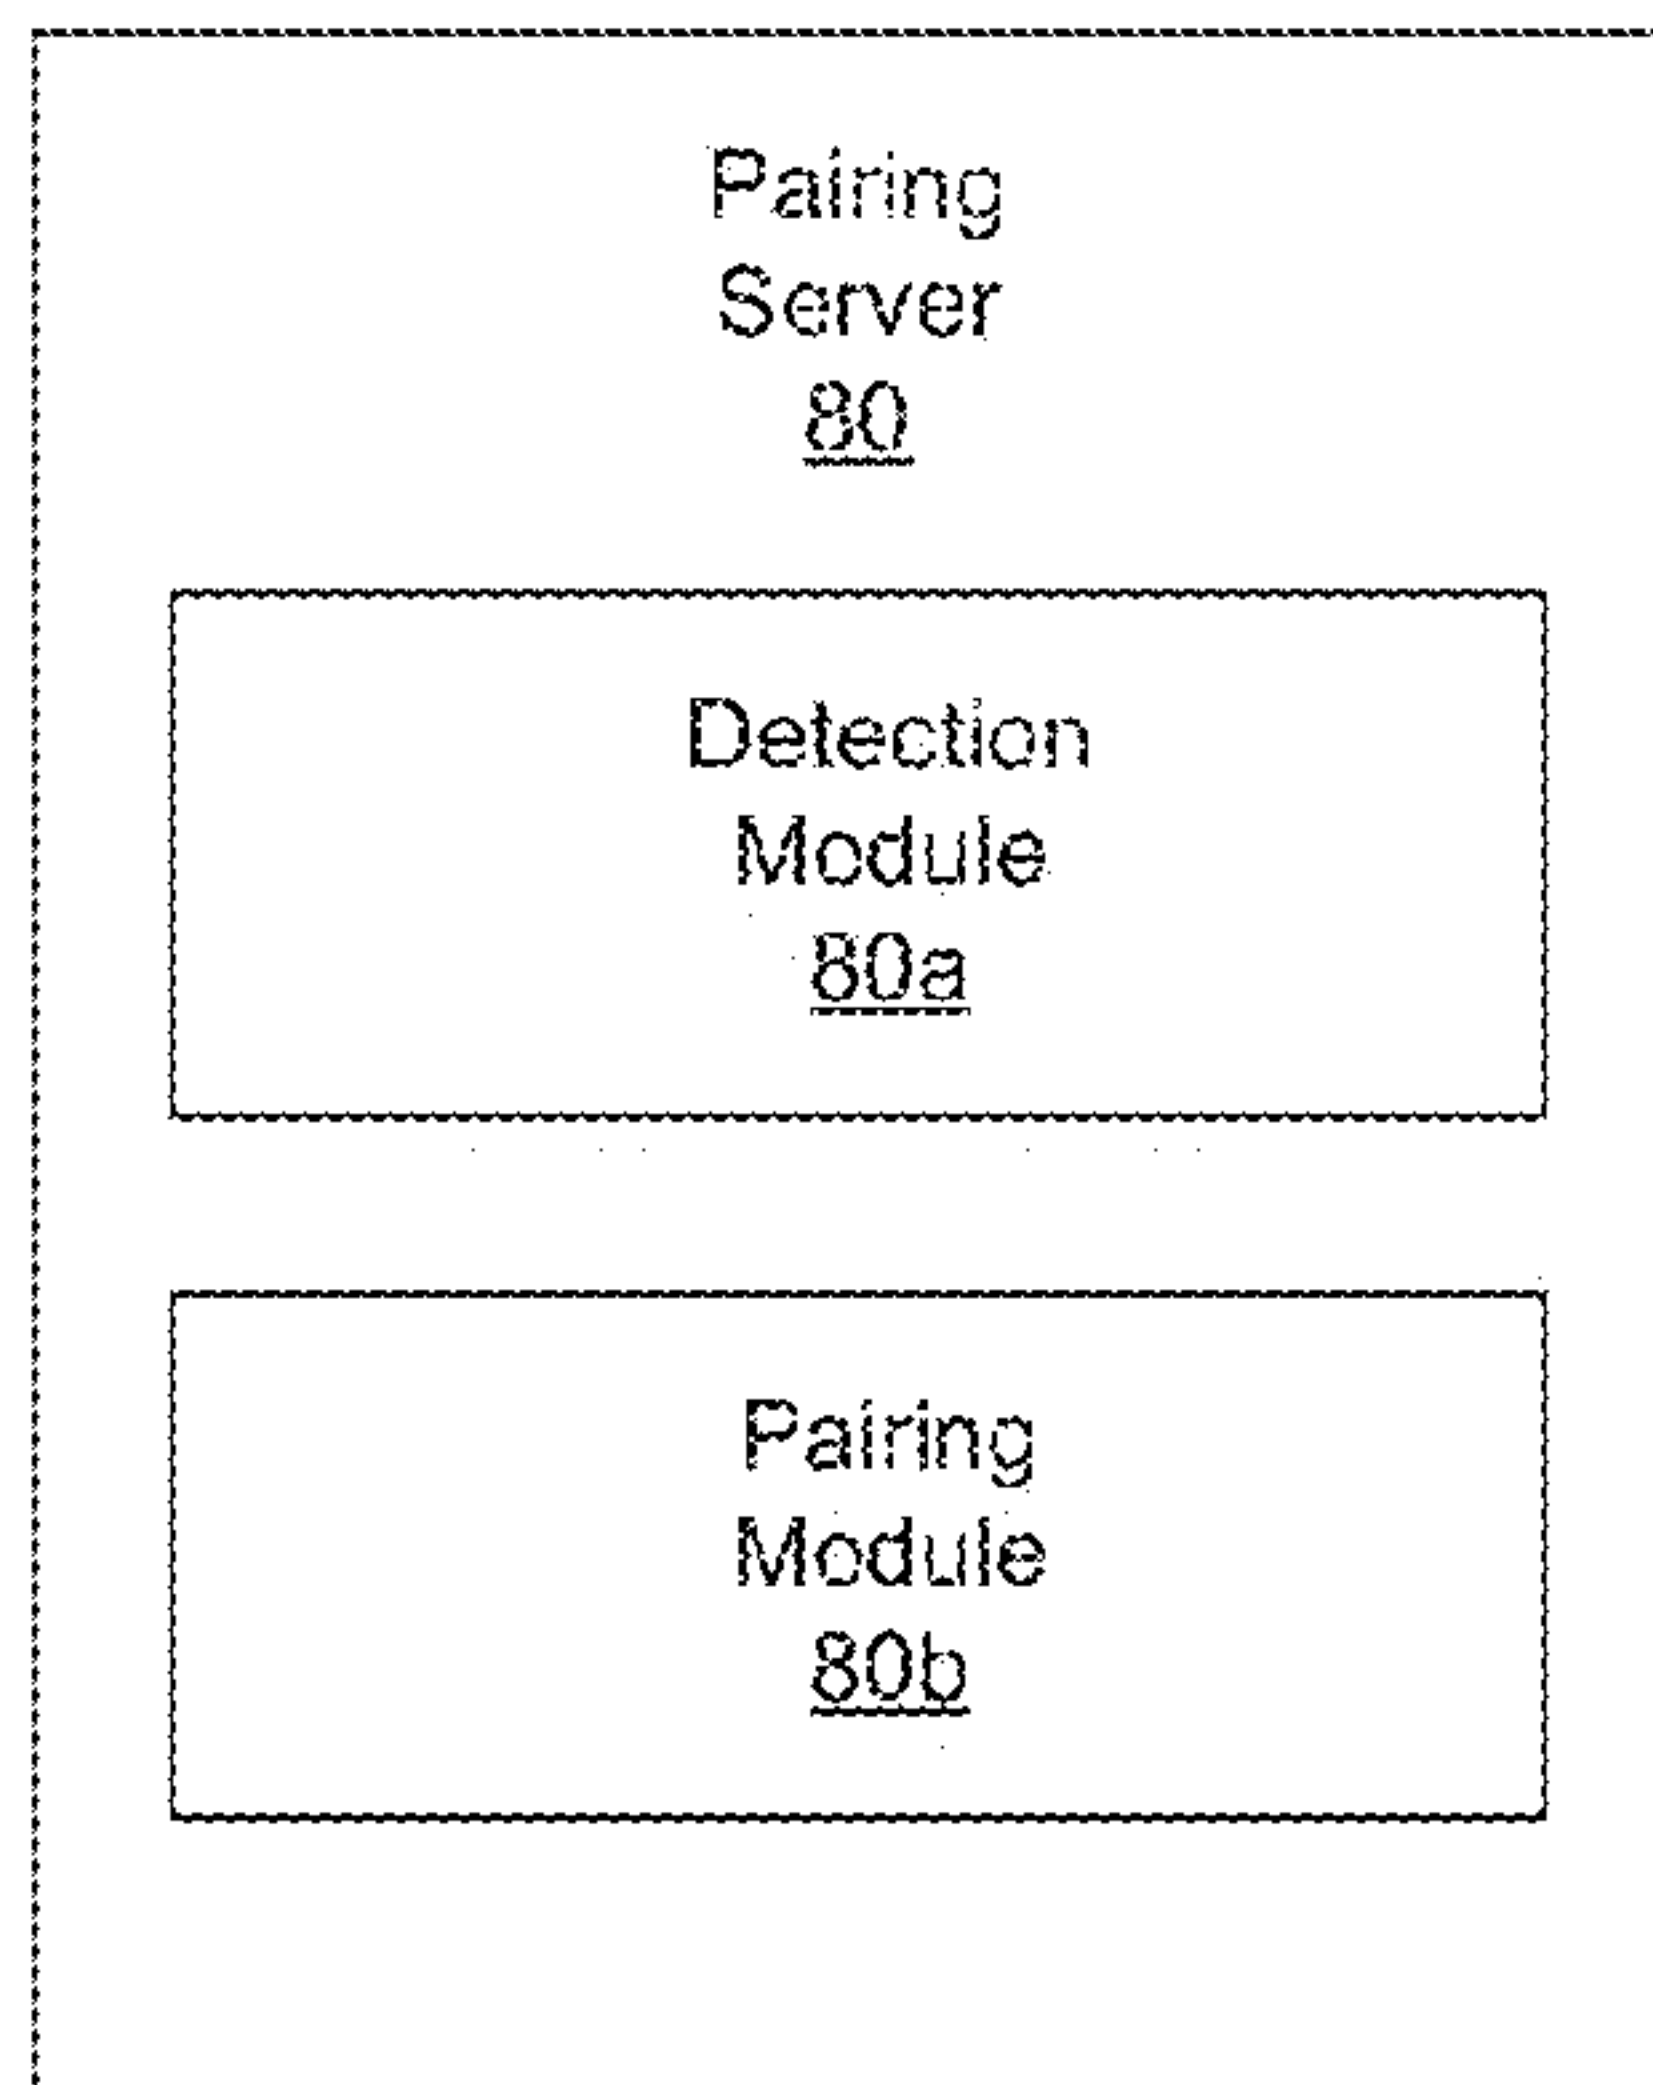 Pairing
Server
80
Detection
Module
80a
Pairing
Module
80b